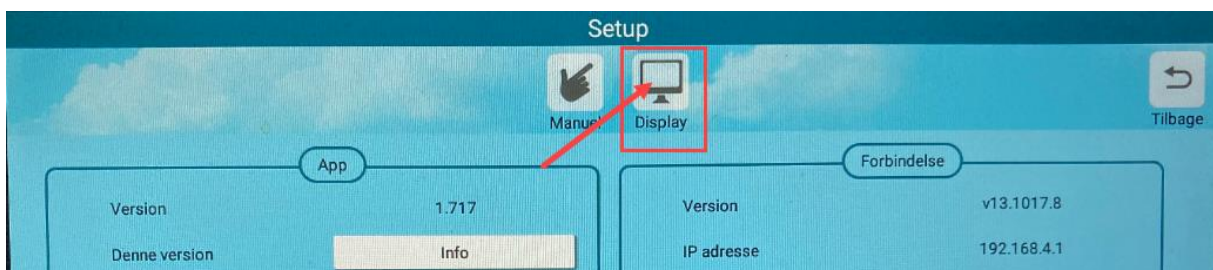 Setup
Manuel
Display
Tilbage
App
Version 1.717
Denne version Info
Forbindelse
Version v13.1017.8
IP adresse 192.168.4.1